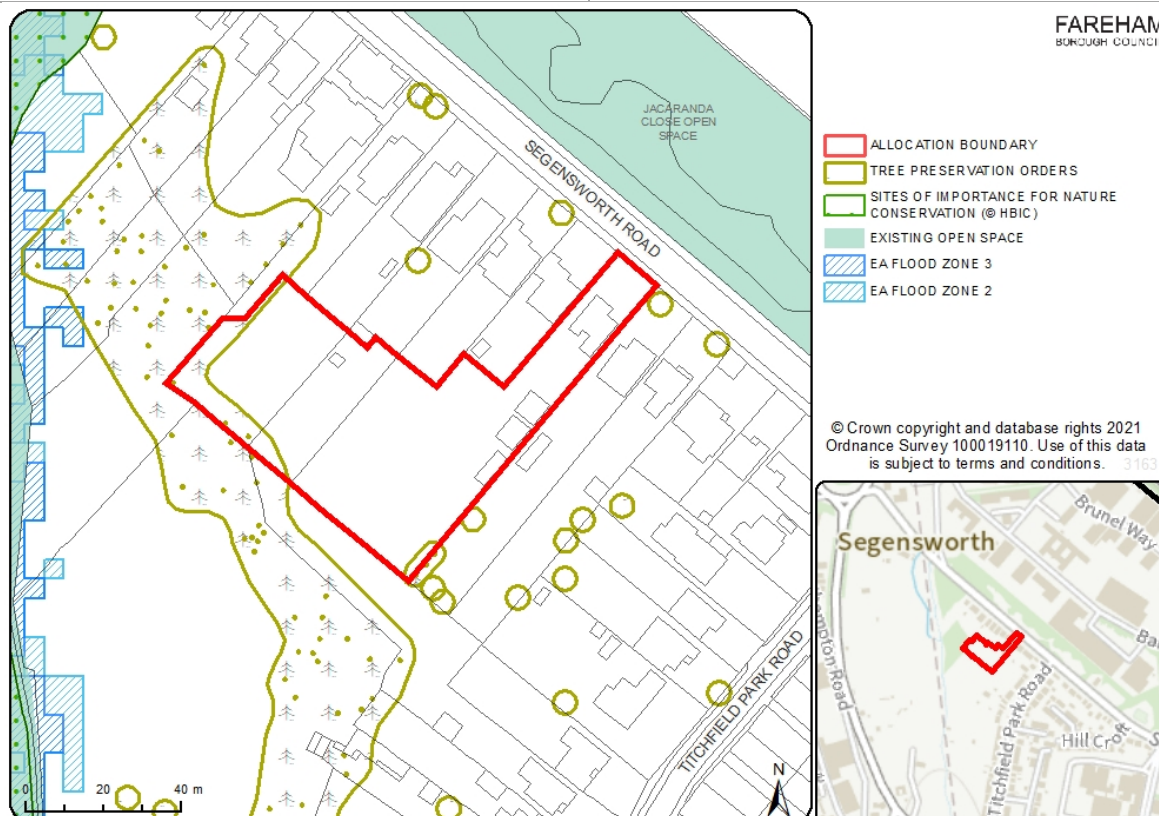 FAREHAM
BOROUGH COUNCI
JACARANDA
CLOSE OPEN
SPACE
SEGENSWORTH ROAD
TITCHFIELD PARK ROAD
0 20 40 m
N
ALLOCATION BOUNDARY
TREE PRESERVATION ORDERS
SITES OF IMPORTANCE FOR NATURE
CONSERVATION (© HBIC)
EXISTING OPEN SPACE
EA FLOOD ZONE 3
EA FLOOD ZONE 2
© Crown copyright and database rights 2021
Ordnance Survey 100019110. Use of this data
is subject to terms and conditions. 3163
Segensworth
Brunel Way
Titchfield Park Road
Hill Croft